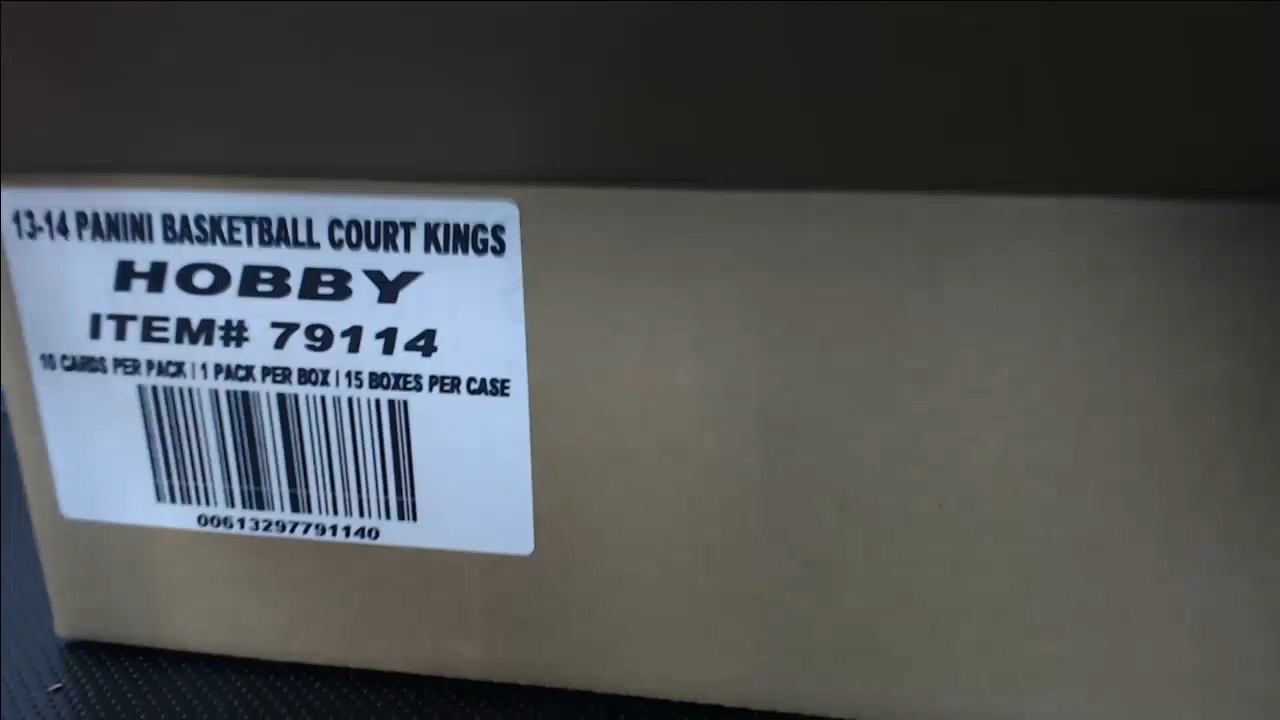 13-14 PANINI BASKETBALL COURT KINGS
HOBBY
ITEM# 79114
10 CARDS PER PACK | 1 PACK PER BOX | 15 BOXES PER CASE
00613297791140